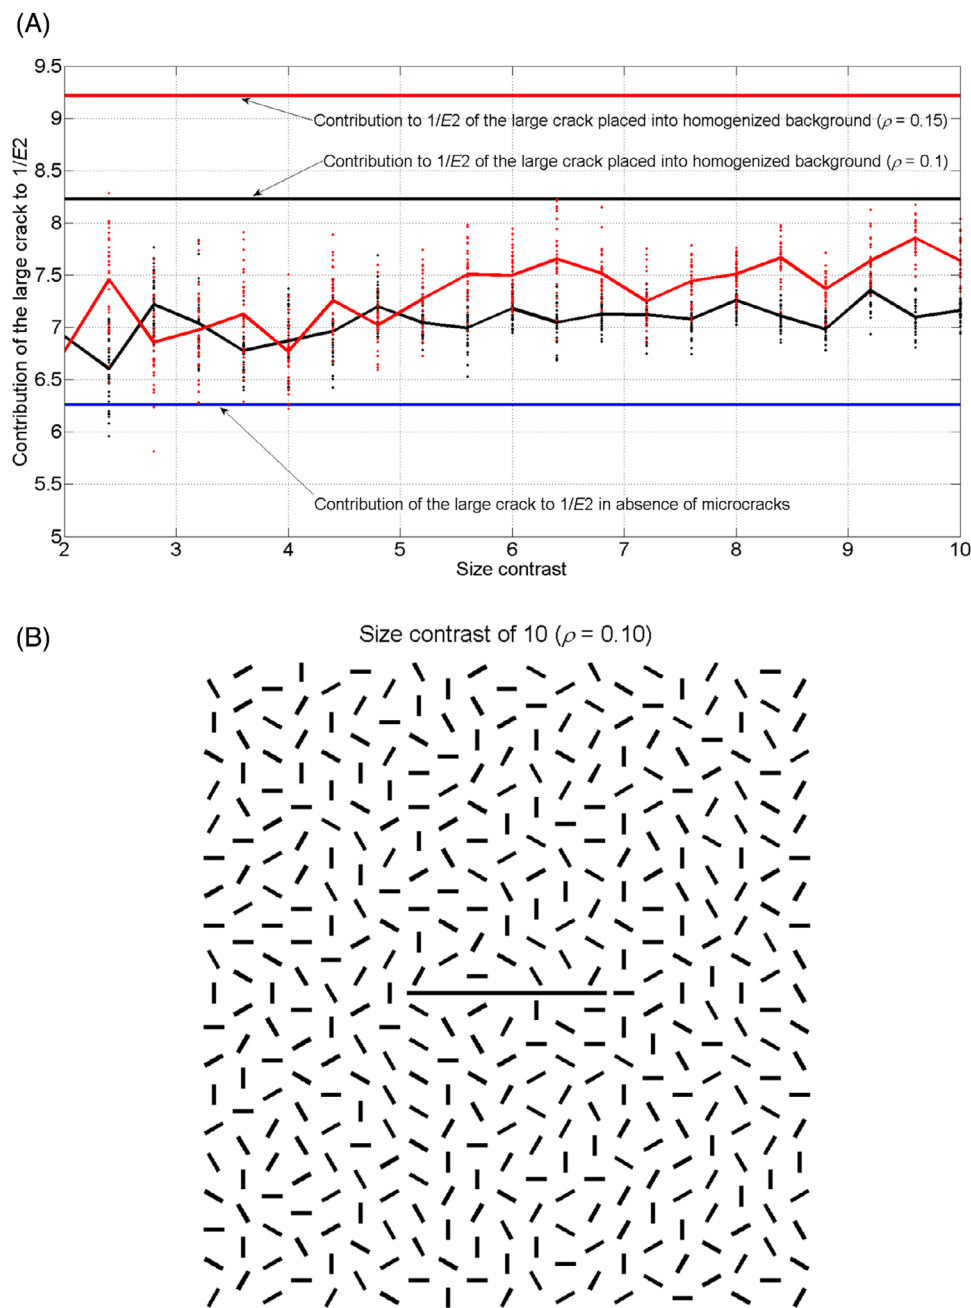 (A)
9.5
9
8.5
8
7.5
7
6.5
6
5.5
5
Contribution of the large crack to 1/E2
Contribution to 1/E2 of the large crack placed into homogenized background (ρ = 0.15)
Contribution to 1/E2 of the large crack placed into homogenized background (ρ = 0.1)
Contribution of the large crack to 1/E2 in absence of microcracks
2 3 4 5 6 7 8 9 10
Size contrast
(B)
Size contrast of 10 (ρ = 0.10)